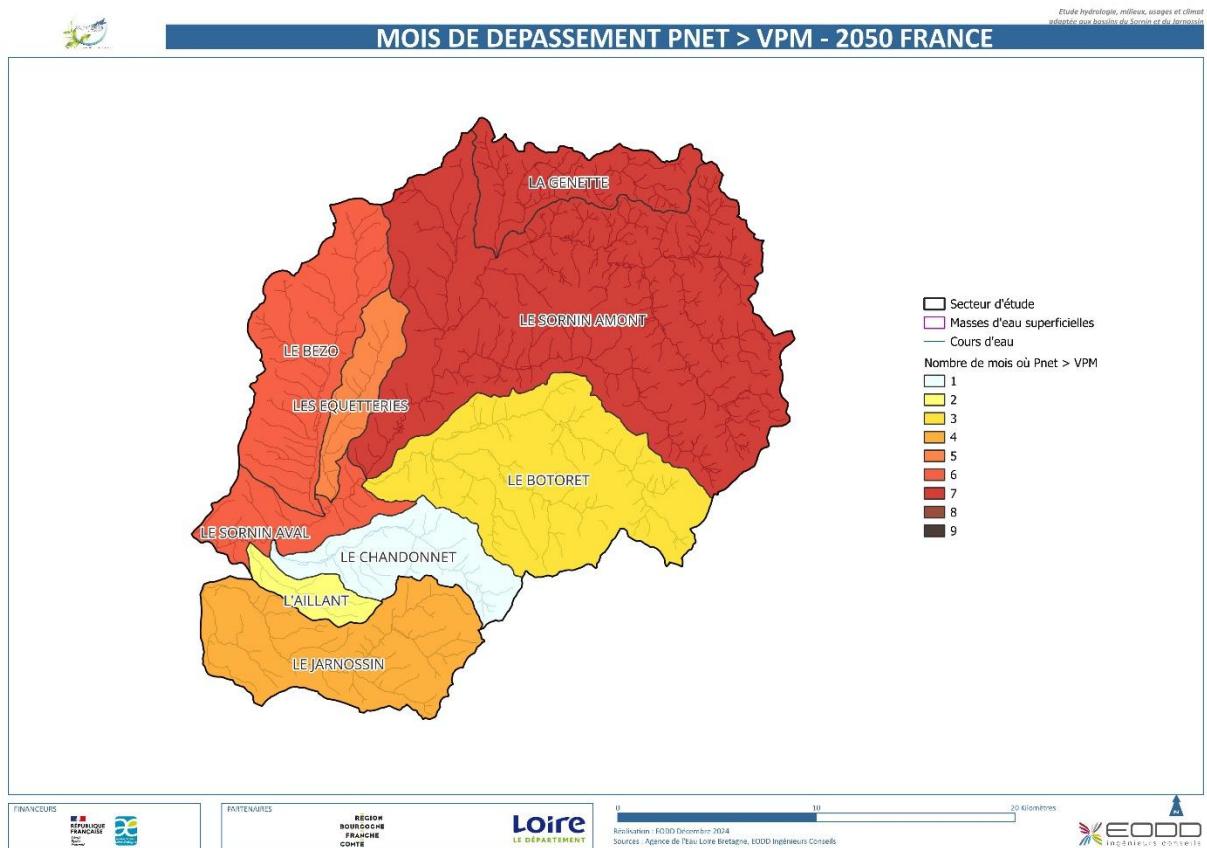 Etude hydrologie, milieux, usages et climat
adaptée aux bassins du Sornin et du Jarnossin
MOIS DE DEPASSEMENT PNET > VPM - 2050 FRANCE
LA GENETTE
LE SORNIN AMONT
LE BEZO
LES EQUETTERIES
LE BOTORET
LE SORNIN AVAL
LE CHANDONNET
L'AILLANT
LE JARNOSSIN
Secteur d'étude
Masses d'eau superficielles
Cours d'eau
Nombre de mois où Pnet > VPM
1
2
3
4
5
6
7
8
9
FINANCEURS
RÉPUBLIQUE
FRANÇAISE
PARTENAIRES
RÉGION
BOURGOGNE
FRANCHE
COMTE
Loire
LE DÉPARTEMENT
0 10 20 Kilomètres
Réalisation : EODD Décembre 2024
Sources : Agence de l'Eau Loire Bretagne, EODD Ingénieurs Conseils
N
EODD
ingénieurs conseils